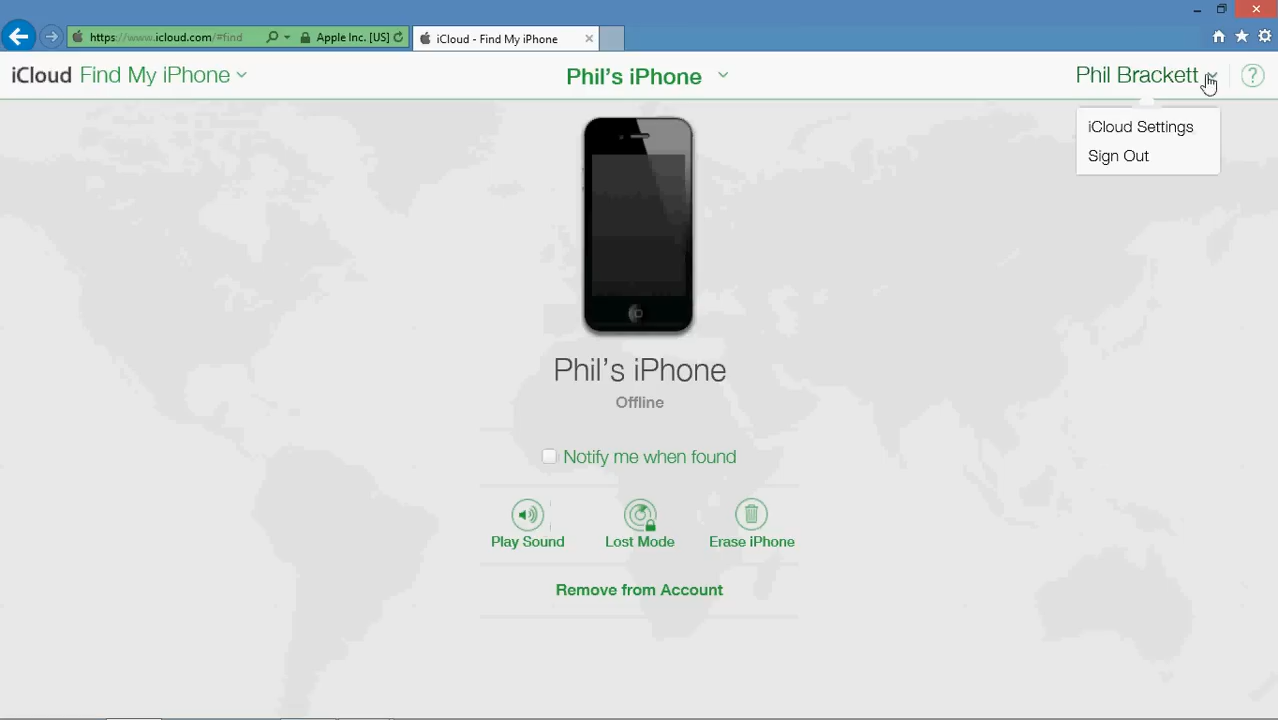 https://www.icloud.com/#find
Apple Inc. [US]
iCloud - Find My iPhone
iCloud Find My iPhone
Phil's iPhone
Phil Brackett
?
iCloud Settings
Sign Out
Phil's iPhone
Offline
Notify me when found
Play Sound
Lost Mode
Erase iPhone
Remove from Account